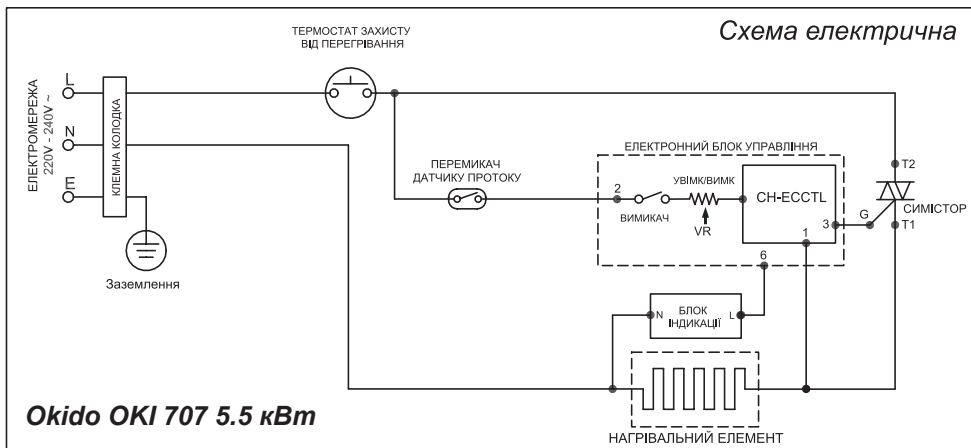 Схема електрична
ТЕРМОСТАТ ЗАХИСТУ
ВІД ПЕРЕГРІВАННЯ
ЕЛЕКТРОМЕРЕЖА
220V - 240V ~
L
N
E
КЛЕМНА КОЛОДКА
Заземлення
ПЕРЕМИКАЧ
ДАТЧИКУ ПРОТОКУ
ЕЛЕКТРОННИЙ БЛОК УПРАВЛІННЯ
2
ВИМИКАЧ
УВІМК/ВИМК
VR
CH-ECCTL
3
1
6
G
T2
СИМІСТОР
T1
N
БЛОК
ІНДИКАЦІЇ
L
НАГРІВАЛЬНИЙ ЕЛЕМЕНТ
Okido OKI 707 5.5 кВт